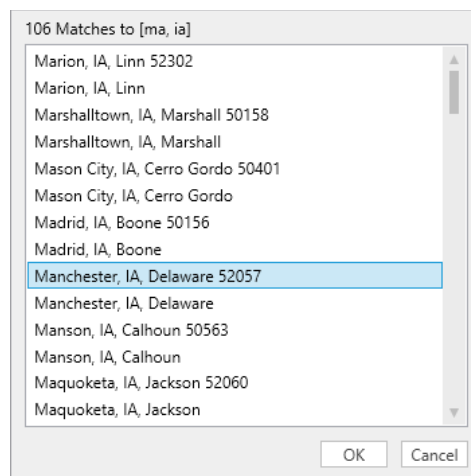 106 Matches to [ma, ia]
Marion, IA, Linn 52302
Marion, IA, Linn
Marshalltown, IA, Marshall 50158
Marshalltown, IA, Marshall
Mason City, IA, Cerro Gordo 50401
Mason City, IA, Cerro Gordo
Madrid, IA, Boone 50156
Madrid, IA, Boone
Manchester, IA, Delaware 52057
Manchester, IA, Delaware
Manson, IA, Calhoun 50563
Manson, IA, Calhoun
Maquoketa, IA, Jackson 52060
Maquoketa, IA, Jackson
OK Cancel